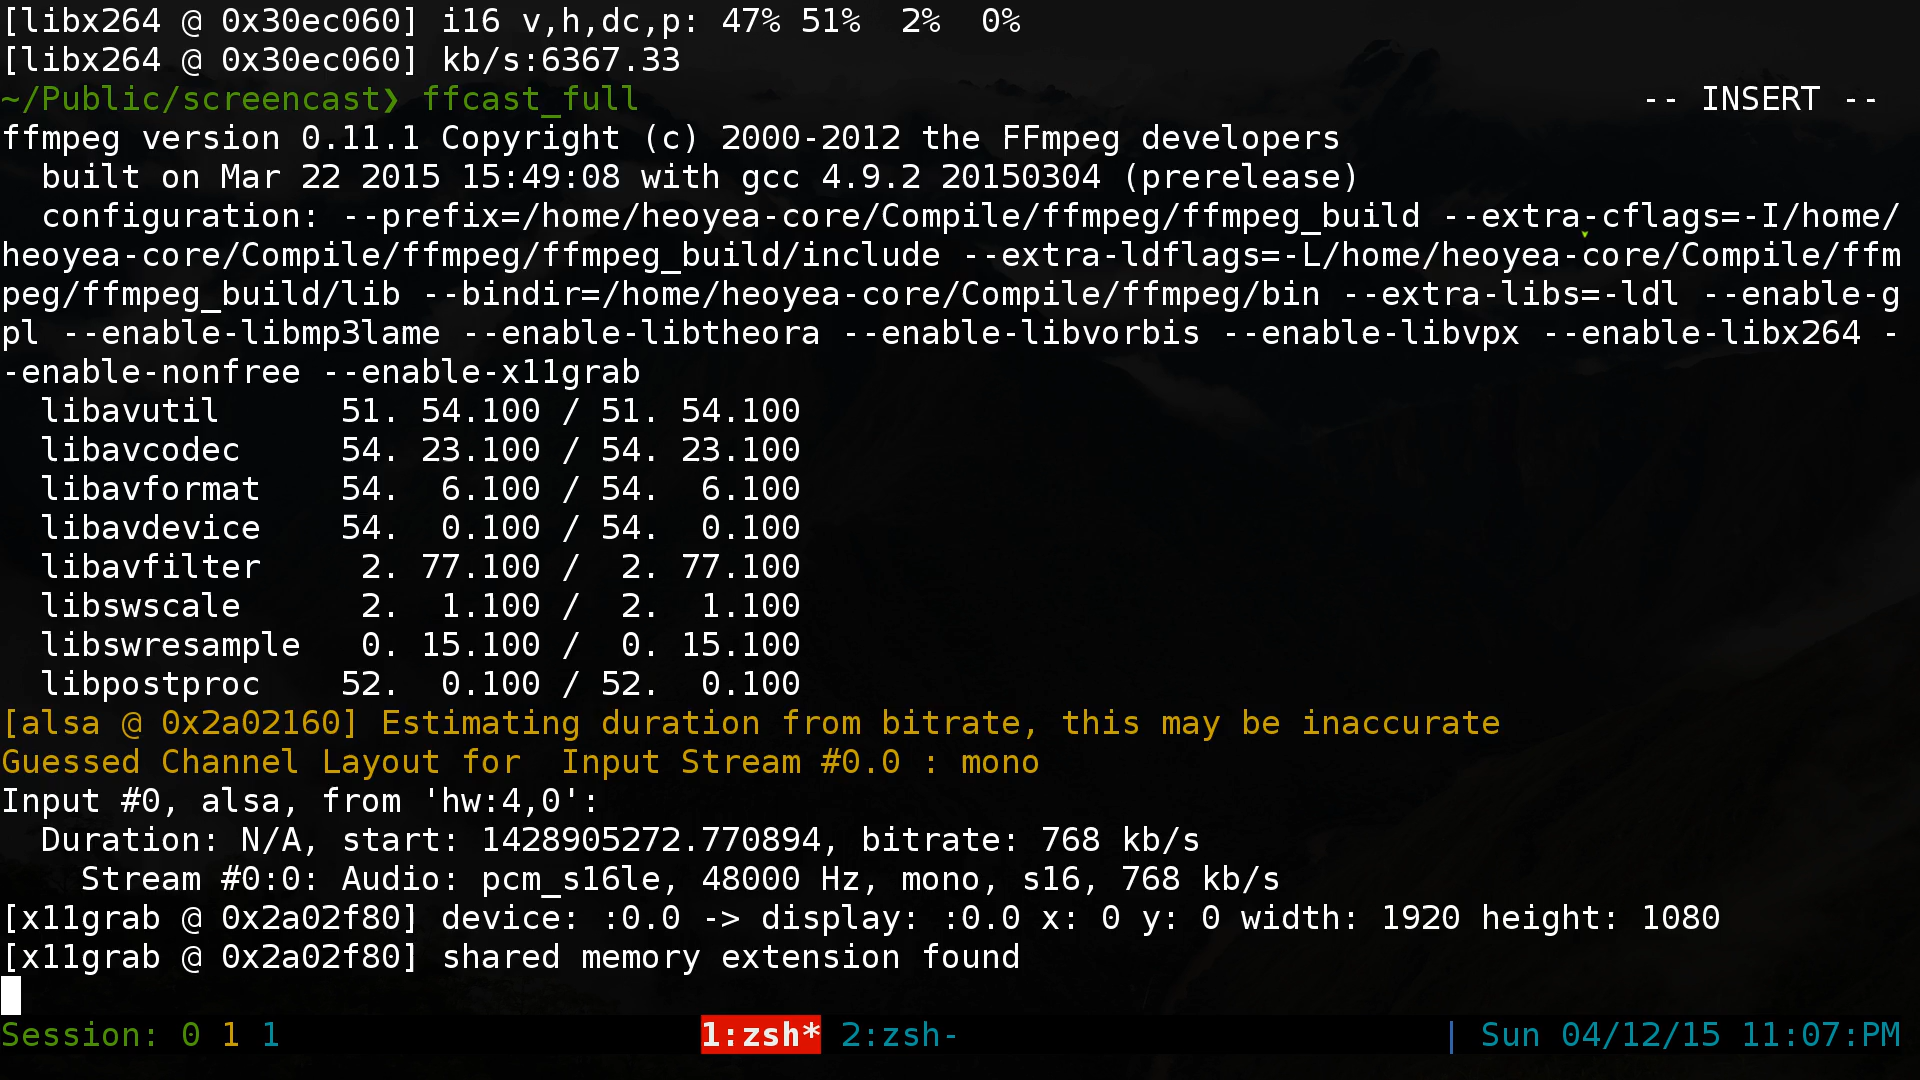 [libx264 @ 0x30ec060] i16 v,h,dc,p: 47% 51%  2%  0%
[libx264 @ 0x30ec060] kb/s:6367.33
~/Public/screencast❯ ffcast_full -- INSERT --
ffmpeg version 0.11.1 Copyright (c) 2000-2012 the FFmpeg developers
  built on Mar 22 2015 15:49:08 with gcc 4.9.2 20150304 (prerelease)
  configuration: --prefix=/home/heoyea-core/Compile/ffmpeg/ffmpeg_build --extra-cflags=-I/home/
heoyea-core/Compile/ffmpeg/ffmpeg_build/include --extra-ldflags=-L/home/heoyea-core/Compile/ffm
peg/ffmpeg_build/lib --bindir=/home/heoyea-core/Compile/ffmpeg/bin --extra-libs=-ldl --enable-g
pl --enable-libmp3lame --enable-libtheora --enable-libvorbis --enable-libvpx --enable-libx264 -
-enable-nonfree --enable-x11grab
  libavutil      51. 54.100 / 51. 54.100
  libavcodec     54. 23.100 / 54. 23.100
  libavformat    54.  6.100 / 54.  6.100
  libavdevice    54.  0.100 / 54.  0.100
  libavfilter     2. 77.100 /  2. 77.100
  libswscale      2.  1.100 /  2.  1.100
  libswresample   0. 15.100 /  0. 15.100
  libpostproc    52.  0.100 / 52.  0.100
[alsa @ 0x2a02160] Estimating duration from bitrate, this may be inaccurate
Guessed Channel Layout for  Input Stream #0.0 : mono
Input #0, alsa, from 'hw:4,0':
  Duration: N/A, start: 1428905272.770894, bitrate: 768 kb/s
    Stream #0:0: Audio: pcm_s16le, 48000 Hz, mono, s16, 768 kb/s
[x11grab @ 0x2a02f80] device: :0.0 -> display: :0.0 x: 0 y: 0 width: 1920 height: 1080
[x11grab @ 0x2a02f80] shared memory extension found
Session: 0 1 1 1:zsh* 2:zsh- | Sun 04/12/15 11:07:PM